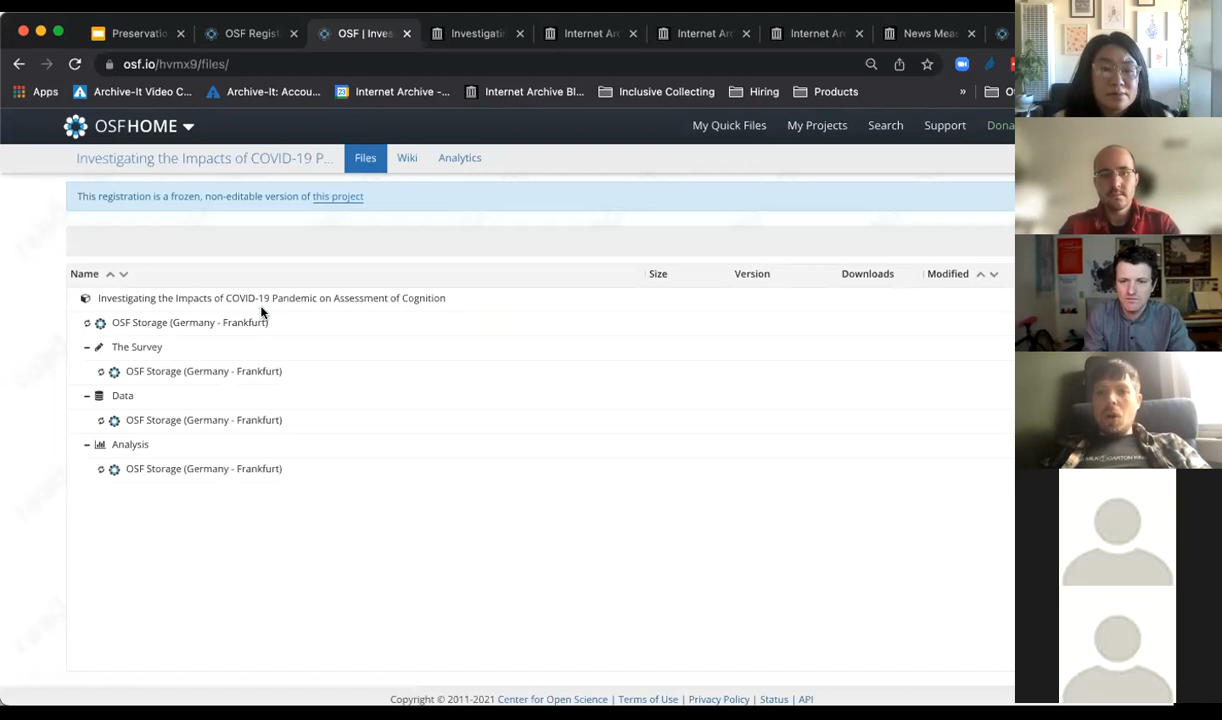 Preservatio
OSF Regist
OSF | Inves
Investigatin
Internet Ar
Internet Ar
Internet Ar
News Meas
osf.io/hvmx9/files/
Apps
Archive-It Video C...
Archive-It: Accou...
Internet Archive -...
Internet Archive Bl...
Inclusive Collecting
Hiring
Products
»
OSFHOME
My Quick Files
My Projects
Search
Support
Dona
Investigating the Impacts of COVID-19 P...
Files
Wiki
Analytics
This registration is a frozen, non-editable version of this project
Name
Size
Version
Downloads
Modified
Investigating the Impacts of COVID-19 Pandemic on Assessment of Cognition
OSF Storage (Germany - Frankfurt)
The Survey
OSF Storage (Germany - Frankfurt)
Data
OSF Storage (Germany - Frankfurt)
Analysis
OSF Storage (Germany - Frankfurt)
Copyright © 2011-2021 Center for Open Science | Terms of Use | Privacy Policy | Status | API